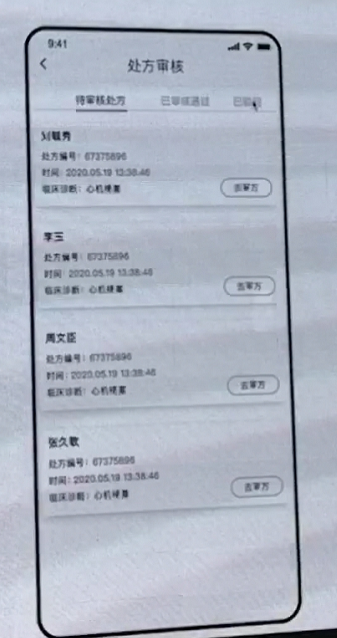 9:41
处方审核
待审核处方 已审核通过
刘毓秀
处方编号：67375896
时间：2020.05.19 13:38:46
临床诊断：心机梗塞
去审方
李玉
处方编号：67375896
时间：2020.05.19 13:38:46
临床诊断：心机梗塞
去审方
周文臣
处方编号：67375896
时间：2020.05.19 13:38:46
临床诊断：心机梗塞
去审方
张久敏
处方编号：67375896
时间：2020.05.19 13:38:46
临床诊断：心机梗塞
去审方